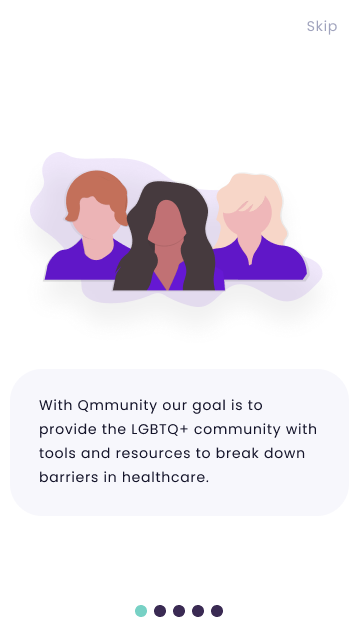 Skip
With Qmmunity our goal is to
provide the LGBTQ+ community with
tools and resources to break down
barriers in healthcare.